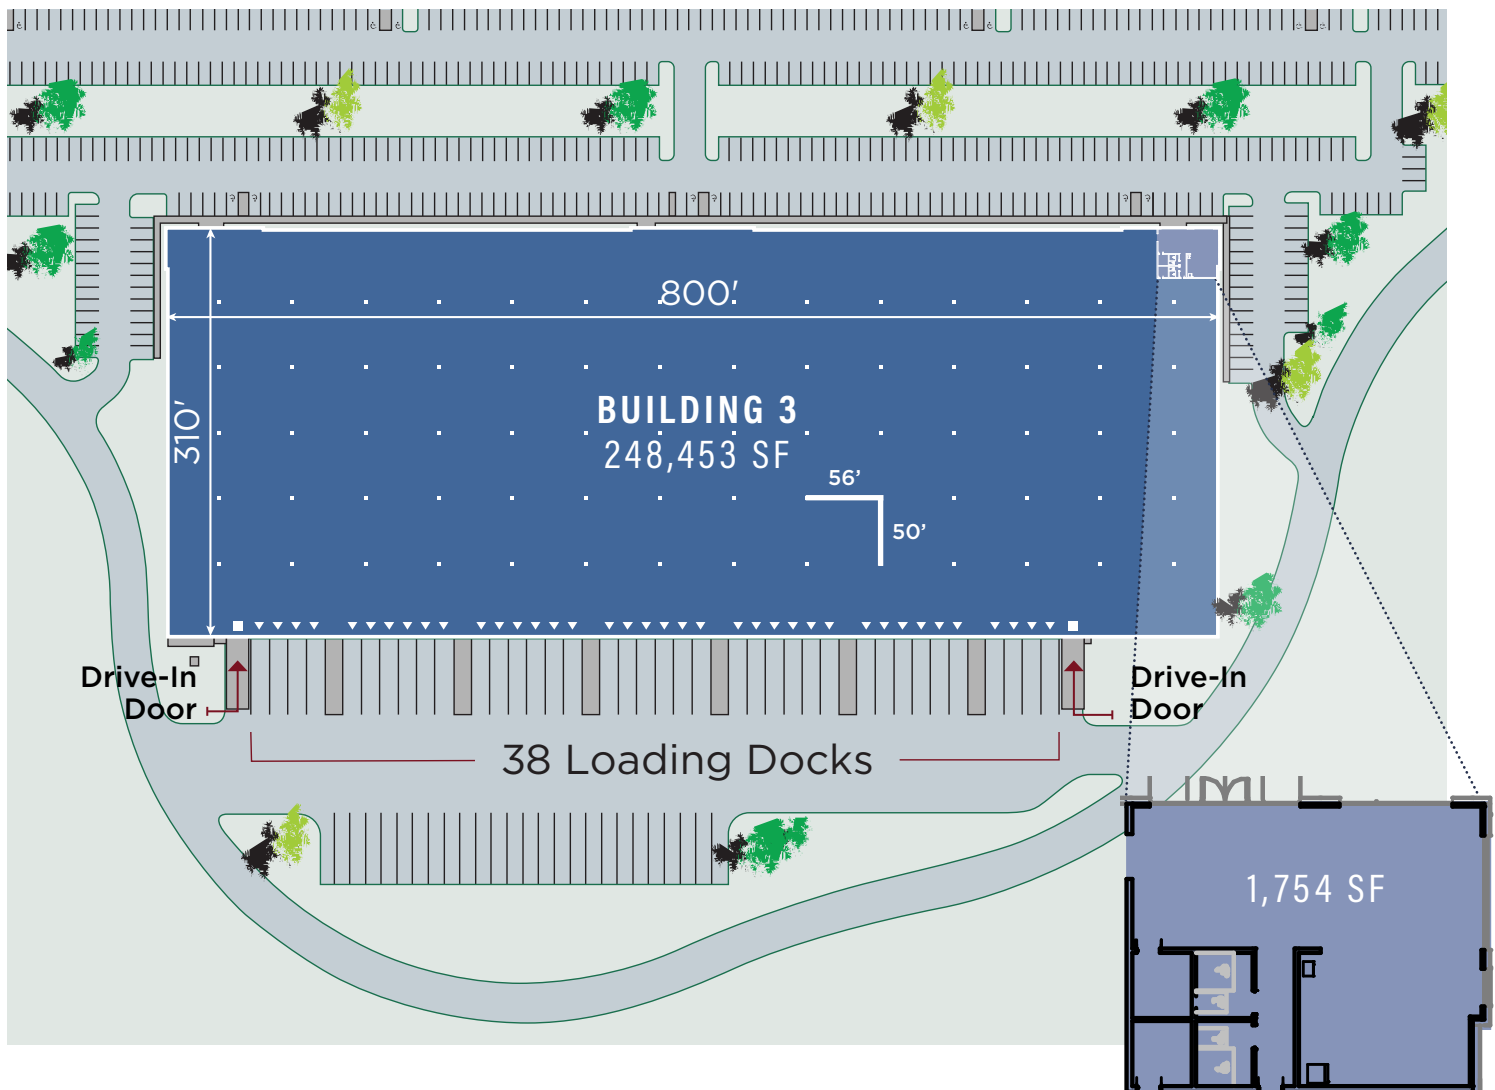 800'
310'
BUILDING 3
248,453 SF
56'
50'
Drive-In
Door
Drive-In
Door
38 Loading Docks
1,754 SF